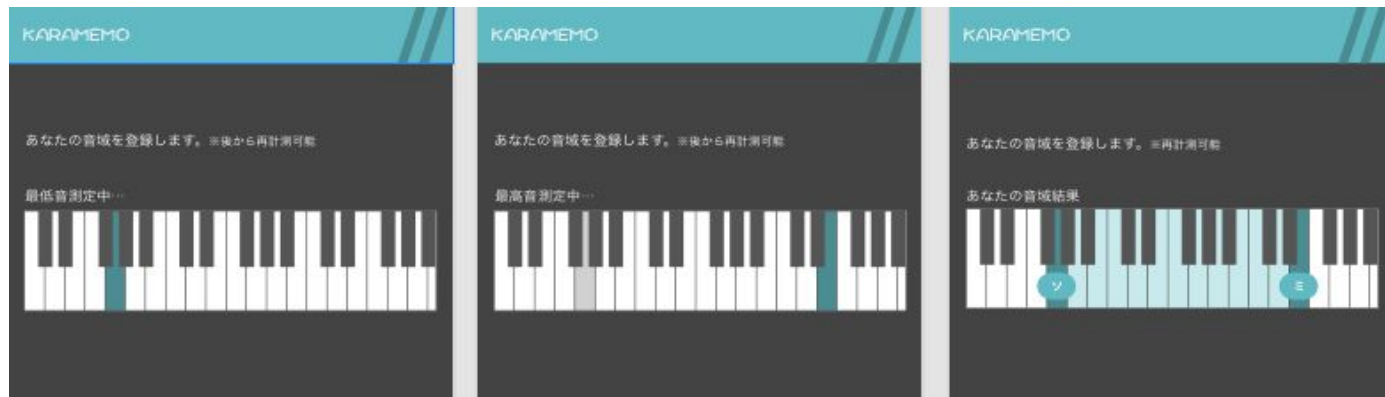 KARAMEMO
あなたの音域を登録します。※後から再計測可能
最低音測定中…
KARAMEMO
あなたの音域を登録します。※後から再計測可能
最高音測定中…
KARAMEMO
あなたの音域を登録します。※再計測可能
あなたの音域結果
ソ
ミ